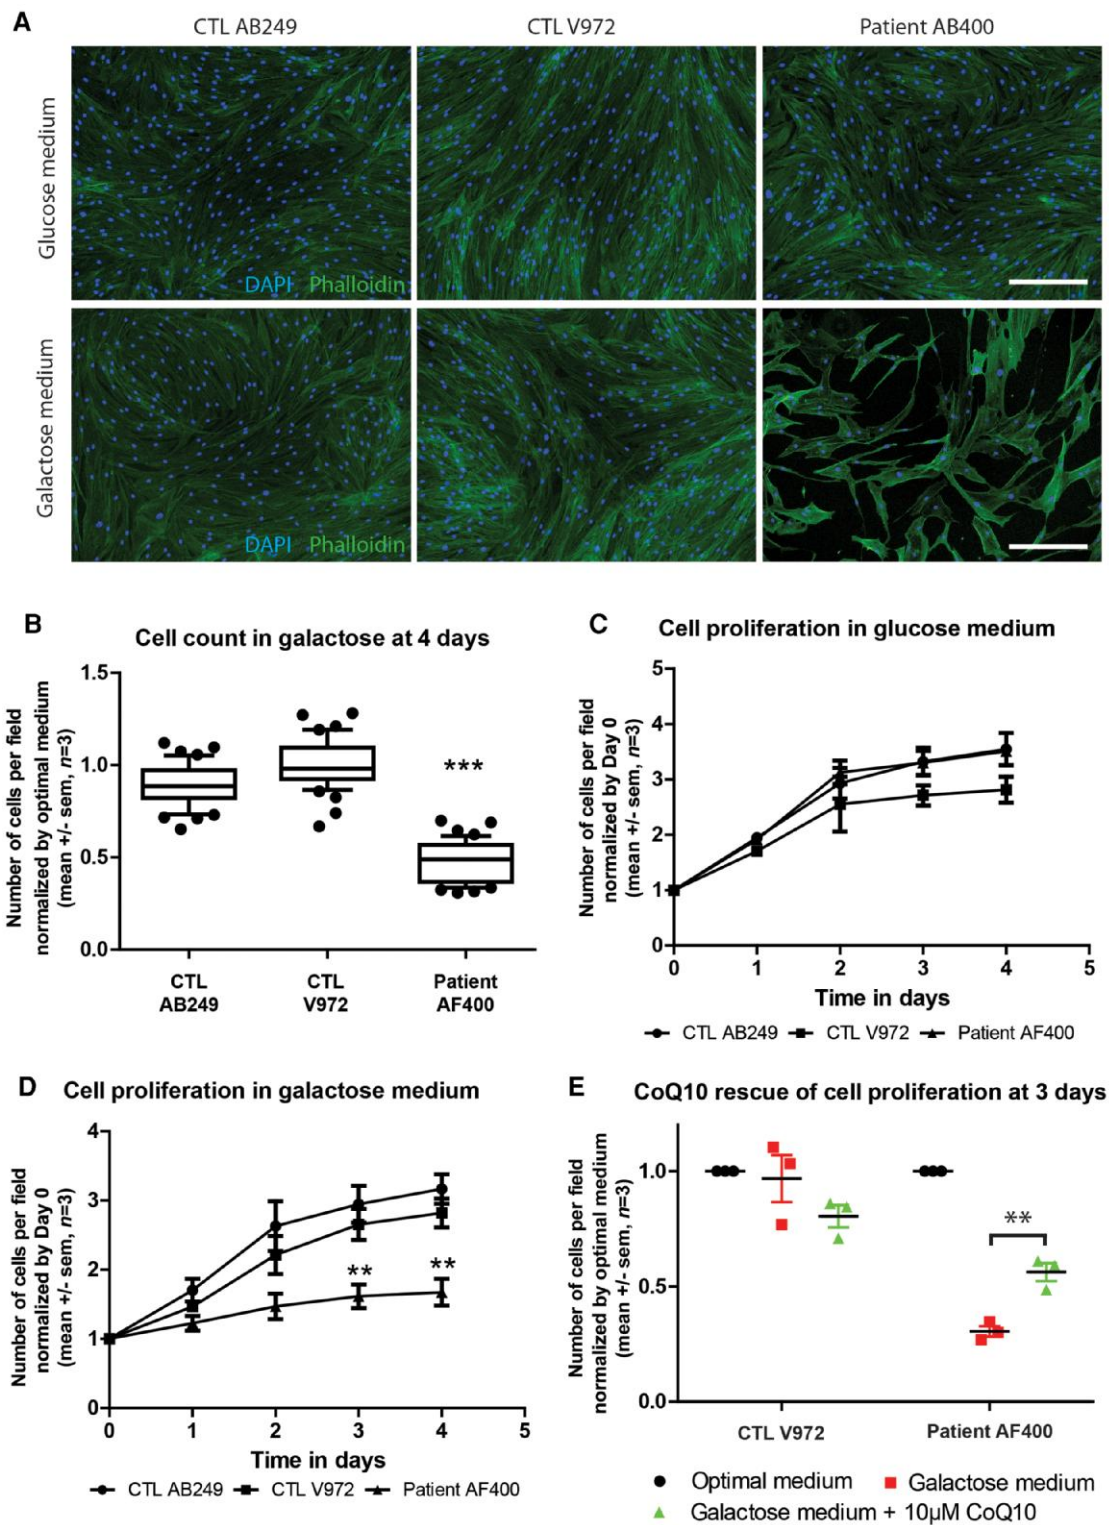 A
CTL AB249
CTL V972
Patient AB400
Glucose medium
DAPI Phalloidin
Galactose medium
DAPI Phalloidin
B
Cell count in galactose at 4 days
Number of cells per field
normalized by optimal medium
(mean +/- sem, n=3)
1.5
1.0
0.5
0.0
***
CTL
AB249
CTL
V972
Patient
AF400
C
Cell proliferation in glucose medium
Number of cells per field
normalized by Day 0
(mean +/- sem, n=3)
5
4
3
2
1
0
0 1 2 3 4 5
Time in days
CTL AB249 CTL V972 Patient AF400
D
Cell proliferation in galactose medium
Number of cells per field
normalized by Day 0
(mean +/- sem, n=3)
4
3
2
1
0
** **
0 1 2 3 4 5
Time in days
CTL AB249 CTL V972 Patient AF400
E
CoQ10 rescue of cell proliferation at 3 days
Number of cells per field
normalized by optimal medium
(mean +/- sem, n=3)
1.0
0.5
0.0
**
CTL V972
Patient AF400
Optimal medium Galactose medium
Galactose medium + 10µM CoQ10